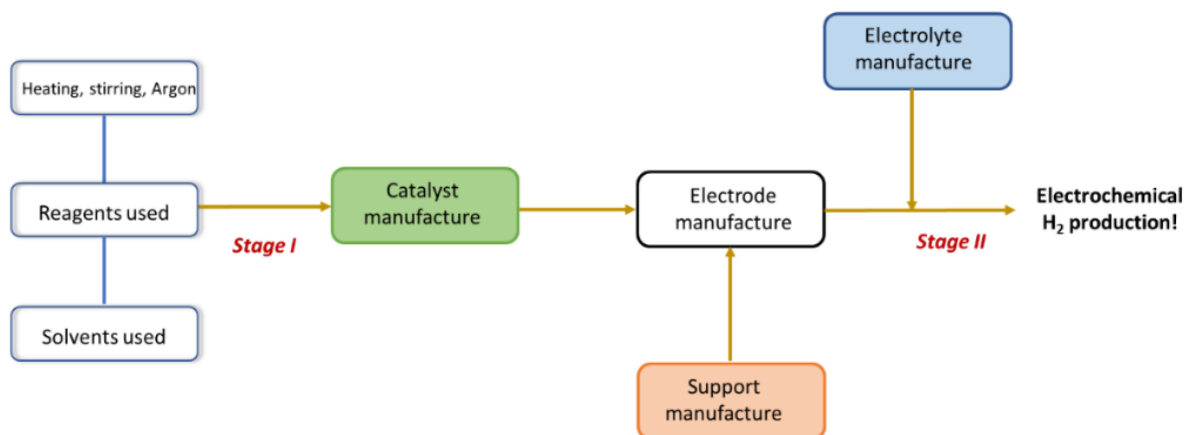 Heating, stirring, Argon
Reagents used
Solvents used
Stage I
Catalyst
manufacture
Electrode
manufacture
Support
manufacture
Electrolyte
manufacture
Stage II
Electrochemical
H₂ production!